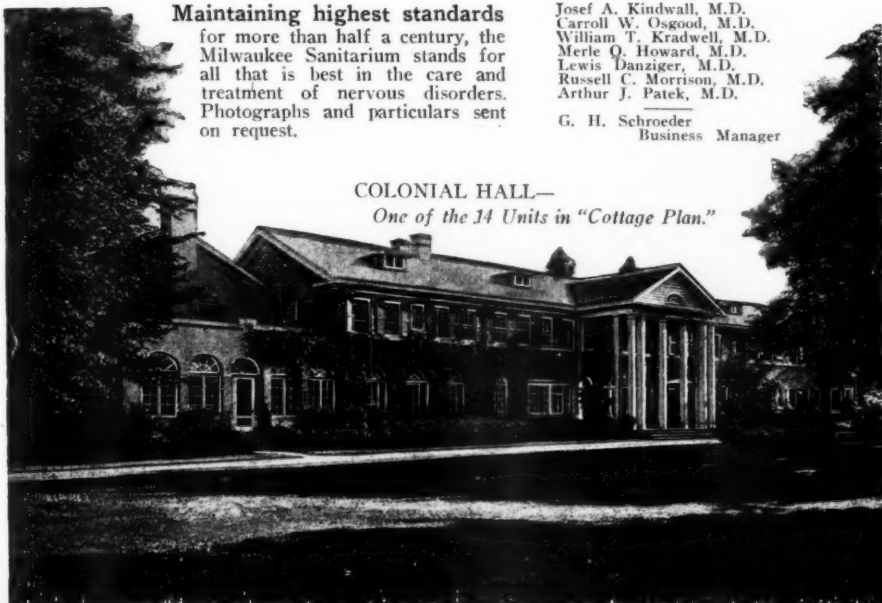 Maintaining highest standards
for more than half a century, the
Milwaukee Sanitarium stands for
all that is best in the care and
treatment of nervous disorders.
Photographs and particulars sent
on request.
Josef A. Kindwall, M.D.
Carroll W. Osgood, M.D.
William T. Kradwell, M.D.
Merle Q. Howard, M.D.
Lewis Danziger, M.D.
Russell C. Morrison, M.D.
Arthur J. Patek, M.D.
G. H. Schroeder
Business Manager
COLONIAL HALL—
One of the 14 Units in "Cottage Plan."